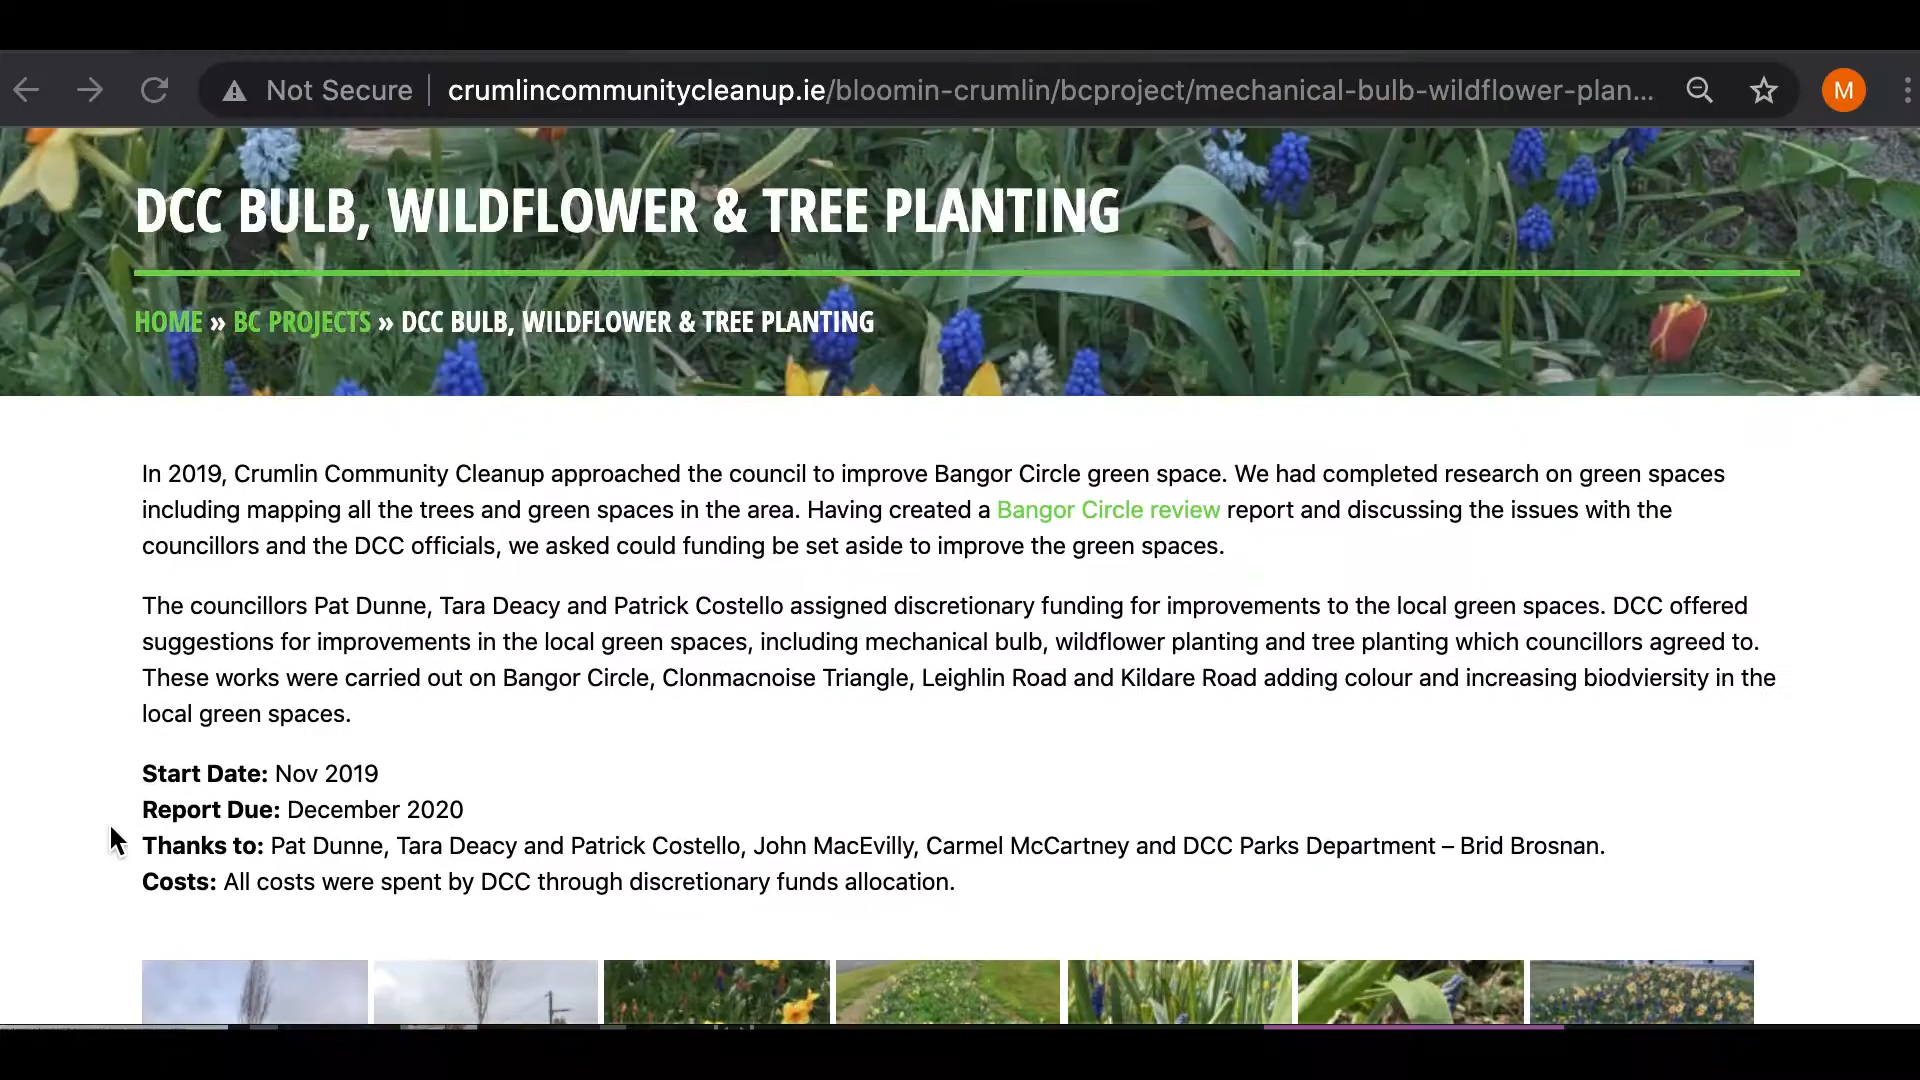 Not Secure
crumlincommunitycleanup.ie/bloomin-crumlin/bcproject/mechanical-bulb-wildflower-plan...
M
DCC BULB, WILDFLOWER & TREE PLANTING
HOME » BC PROJECTS » DCC BULB, WILDFLOWER & TREE PLANTING
In 2019, Crumlin Community Cleanup approached the council to improve Bangor Circle green space. We had completed research on green spaces
including mapping all the trees and green spaces in the area. Having created a Bangor Circle review report and discussing the issues with the
councillors and the DCC officials, we asked could funding be set aside to improve the green spaces.
The councillors Pat Dunne, Tara Deacy and Patrick Costello assigned discretionary funding for improvements to the local green spaces. DCC offered
suggestions for improvements in the local green spaces, including mechanical bulb, wildflower planting and tree planting which councillors agreed to.
These works were carried out on Bangor Circle, Clonmacnoise Triangle, Leighlin Road and Kildare Road adding colour and increasing biodviersity in the
local green spaces.
Start Date: Nov 2019
Report Due: December 2020
Thanks to: Pat Dunne, Tara Deacy and Patrick Costello, John MacEvilly, Carmel McCartney and DCC Parks Department – Brid Brosnan.
Costs: All costs were spent by DCC through discretionary funds allocation.